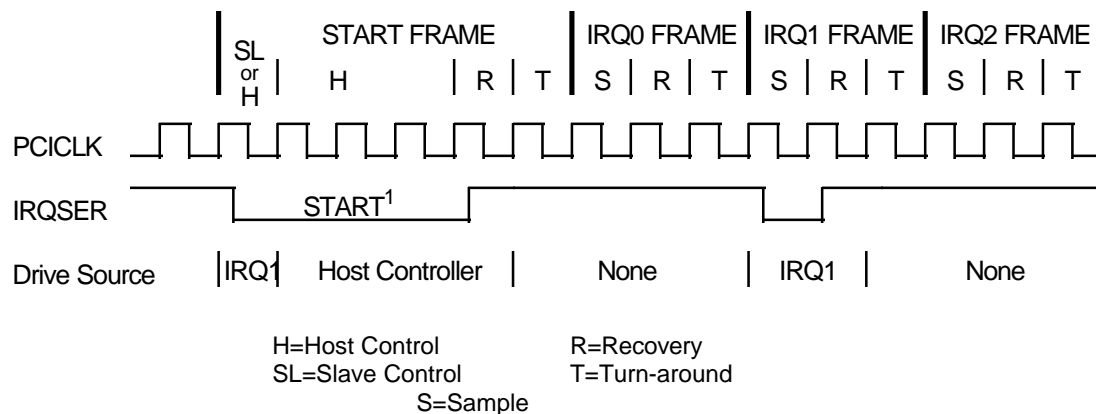 START FRAME IRQ0 FRAME IRQ1 FRAME IRQ2 FRAME
SL
or
H
H R T S R T S R T S R T
PCICLK
IRQSER START1
Drive Source IRQ1 Host Controller None IRQ1 None
H=Host Control R=Recovery
SL=Slave Control T=Turn-around
S=Sample